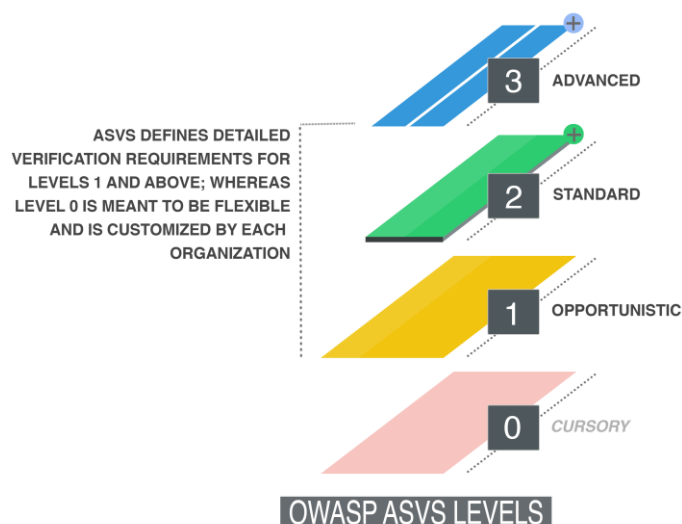 3
ADVANCED
ASVS DEFINES DETAILED
VERIFICATION REQUIREMENTS FOR
LEVELS 1 AND ABOVE; WHEREAS
LEVEL 0 IS MEANT TO BE FLEXIBLE
AND IS CUSTOMIZED BY EACH
ORGANIZATION
2
STANDARD
1
OPPORTUNISTIC
0
CURSORY
OWASP ASVS LEVELS